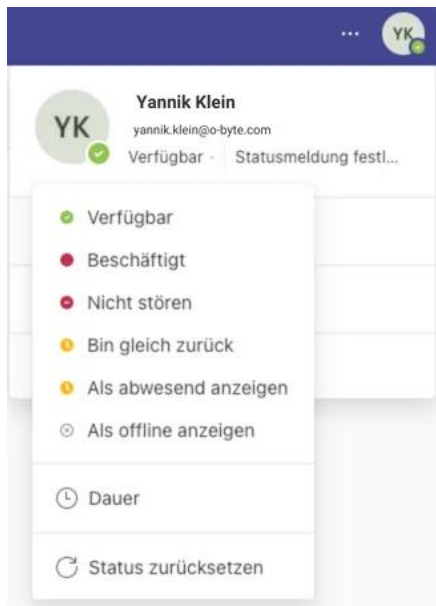 ... YK
YK Yannik Klein
yannik.klein@o-byte.com
Verfügbar Statusmeldung festl...
Verfügbar
Beschäftigt
Nicht stören
Bin gleich zurück
Als abwesend anzeigen
Als offline anzeigen
Dauer
Status zurücksetzen